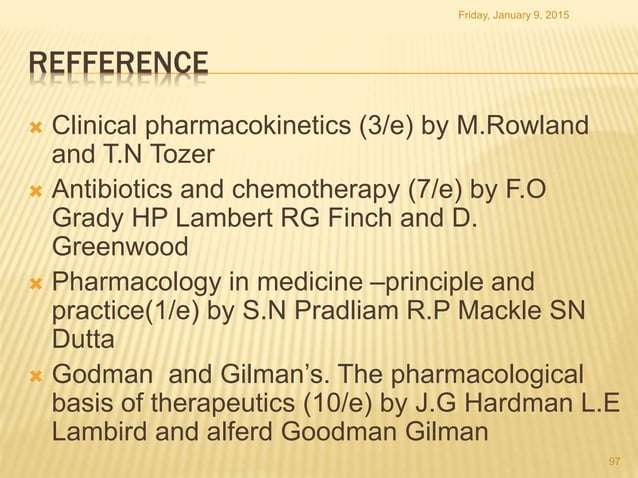 Friday, January 9, 2015
REFFERENCE
Clinical pharmacokinetics (3/e) by M.Rowland
and T.N Tozer
Antibiotics and chemotherapy (7/e) by F.O
Grady HP Lambert RG Finch and D.
Greenwood
Pharmacology in medicine –principle and
practice(1/e) by S.N Pradliam R.P Mackle SN
Dutta
Godman  and Gilman’s. The pharmacological
basis of therapeutics (10/e) by J.G Hardman L.E
Lambird and alferd Goodman Gilman
97